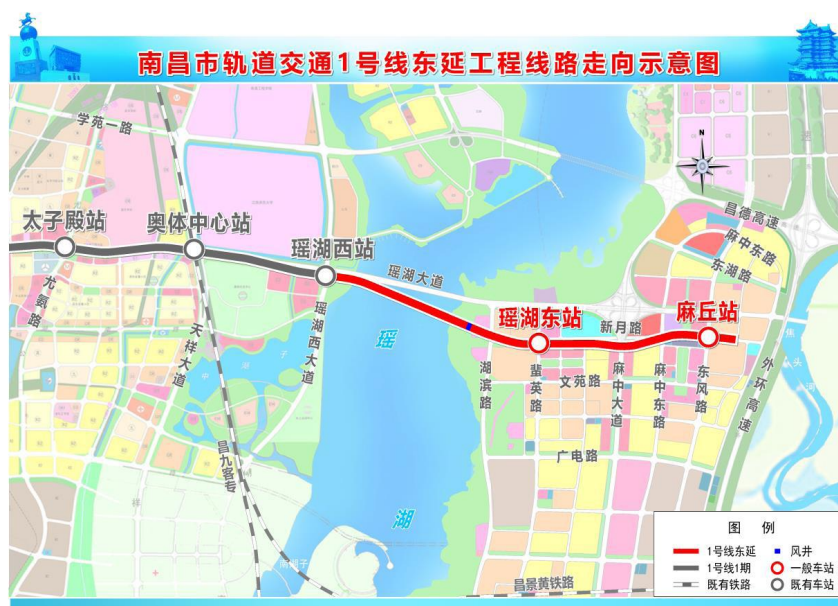 南昌市轨道交通1号线东延工程线路走向示意图
学苑一路
N
昌德高速
太子殿站
奥体中心站
瑶湖西站
瑶湖大道
麻中东路
东湖路
尤氨路
天祥大道
瑶湖西大道
瑶
湖
瑶湖东站
新月路
麻丘站
湖滨路
蜚英路
文苑路
麻中大道
麻中东路
东风路
外环高速
广电路
昌九客专
昌景黄铁路
图 例
1号线东延
风井
1号线1期
一般车站
既有铁路
既有车站